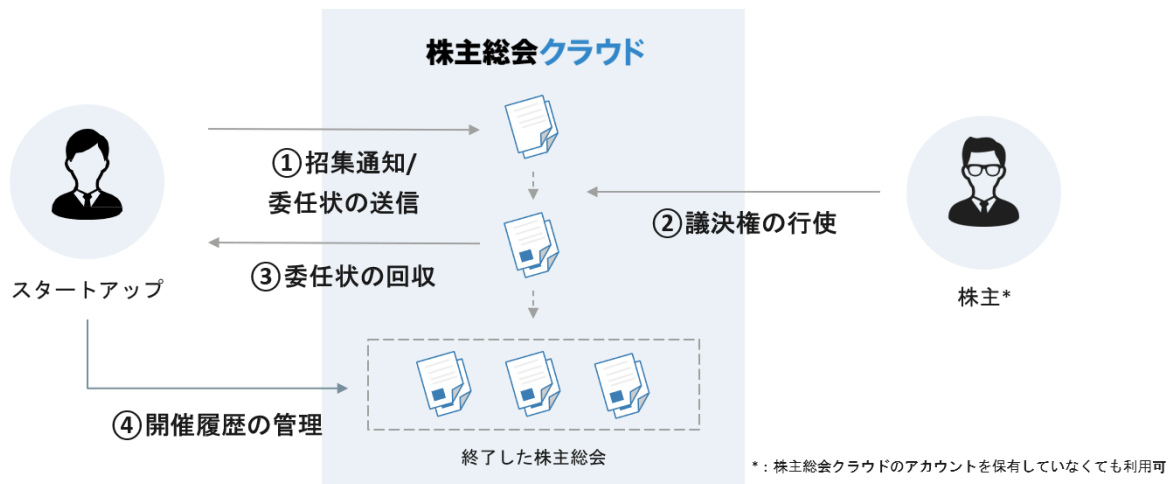 株主総会クラウド
①招集通知/
委任状の送信
②議決権の行使
③委任状の回収
スタートアップ
株主*
④開催履歴の管理
終了した株主総会
*：株主総会クラウドのアカウントを保有していなくても利用可